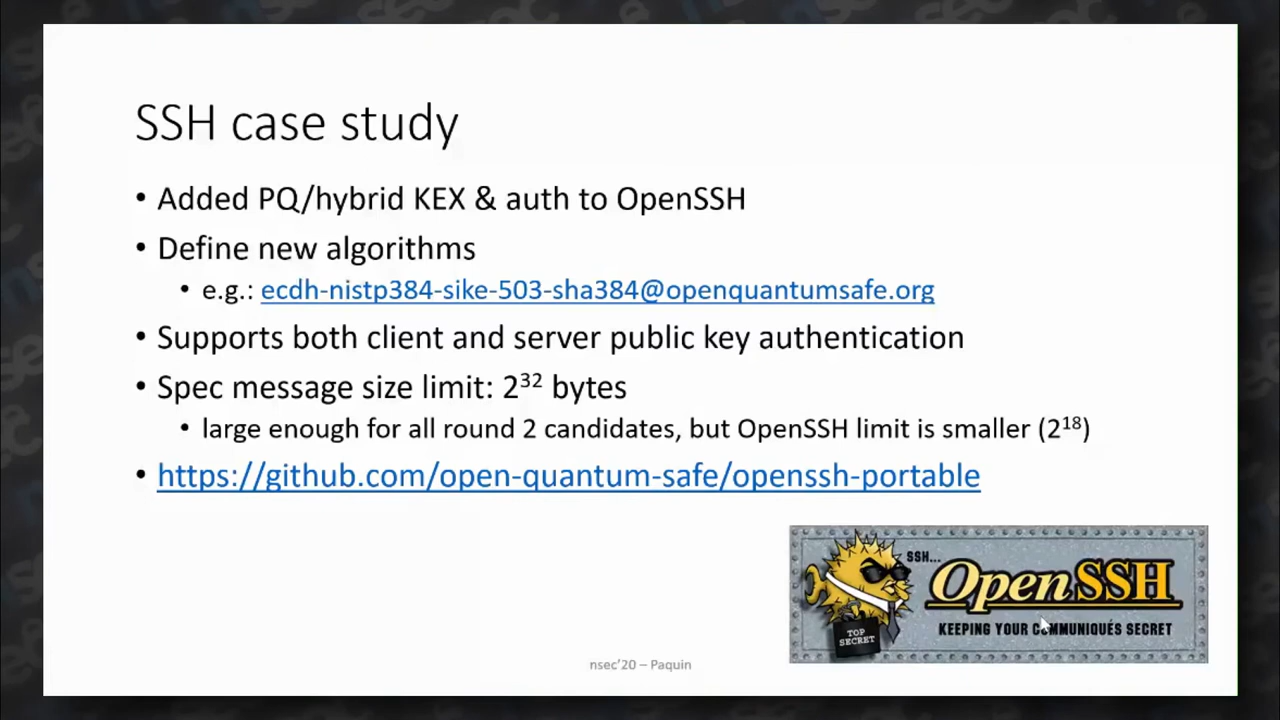 SSH case study
• Added PQ/hybrid KEX & auth to OpenSSH
• Define new algorithms
• e.g.: ecdh-nistp384-sike-503-sha384@openquantumsafe.org
• Supports both client and server public key authentication
• Spec message size limit: 2³² bytes
• large enough for all round 2 candidates, but OpenSSH limit is smaller (2¹⁸)
• https://github.com/open-quantum-safe/openssh-portable
SSH...
OpenSSH
KEEPING YOUR COMMUNIQUÉS SECRET
TOP
SECRET
nsec'20 – Paquin